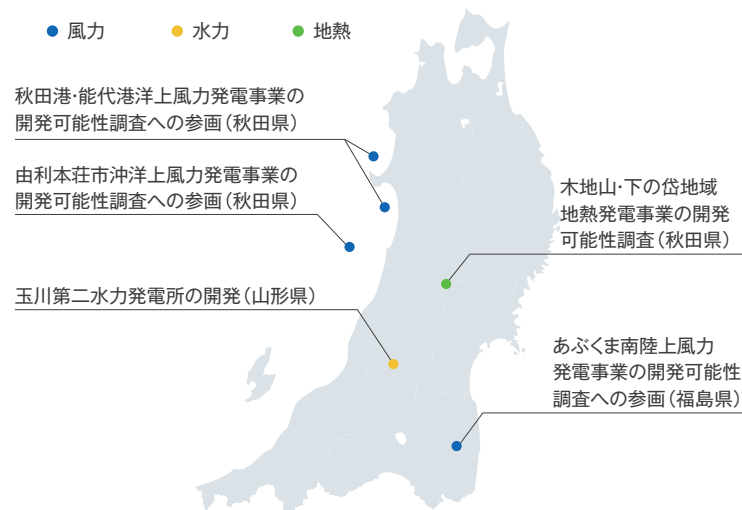 風力
水力
地熱
秋田港・能代港洋上風力発電事業の
開発可能性調査への参画(秋田県)
由利本荘市沖洋上風力発電事業の
開発可能性調査への参画(秋田県)
玉川第二水力発電所の開発(山形県)
木地山・下の岱地域
地熱発電事業の開発
可能性調査(秋田県)
あぶくま南陸上風力
発電事業の開発可能性
調査への参画(福島県)